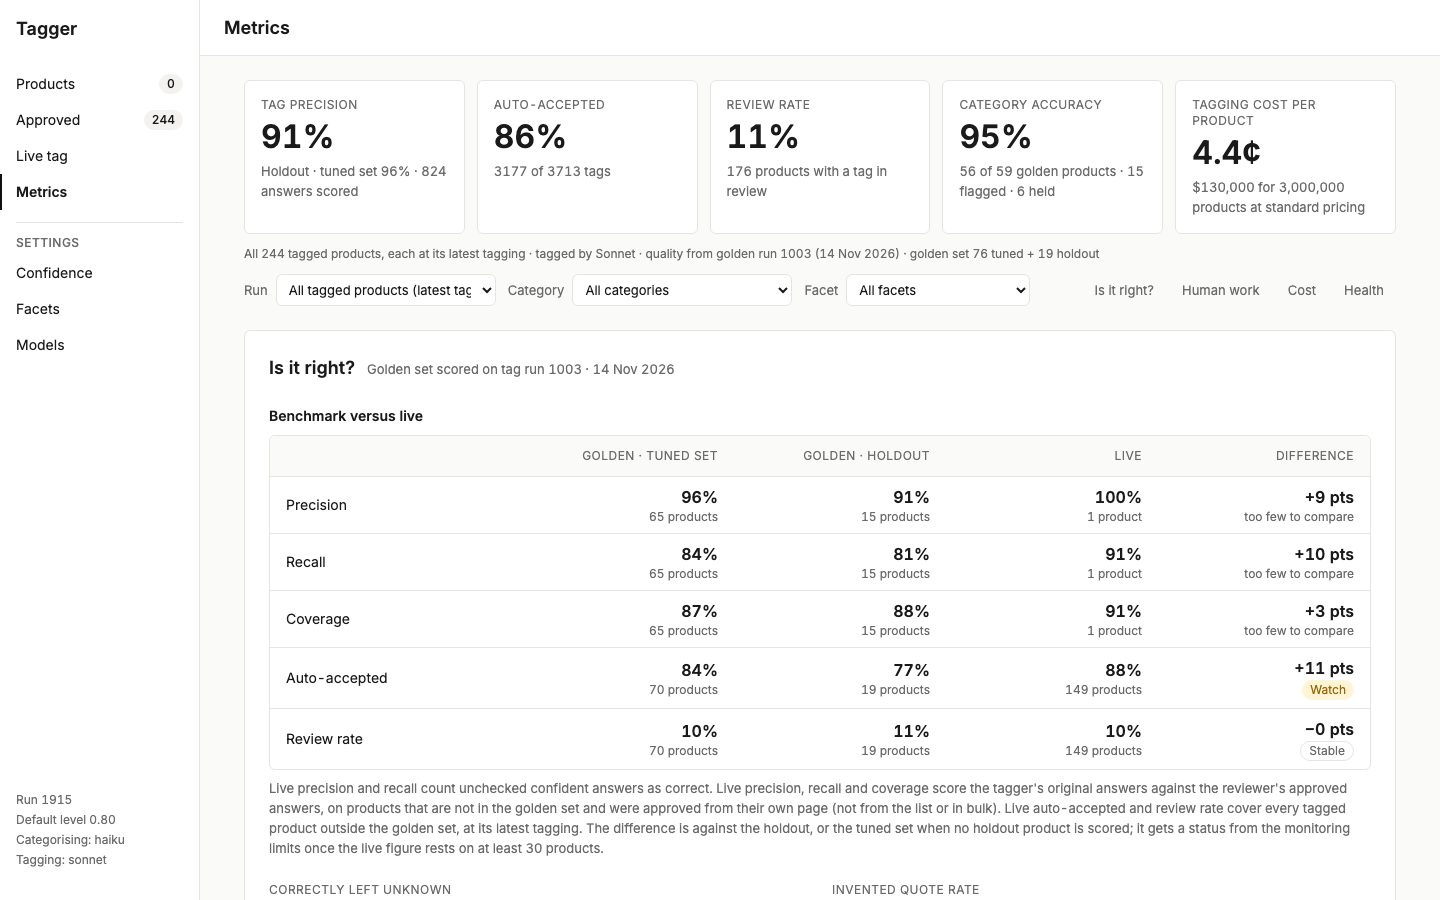 Tagger
Products 0
Approved 244
Live tag
Metrics
SETTINGS
Confidence
Facets
Models
Run 1915
Default level 0.80
Categorising: haiku
Tagging: sonnet
Metrics
TAG PRECISION
91%
Holdout · tuned set 96% · 824
answers scored
AUTO-ACCEPTED
86%
3177 of 3713 tags
REVIEW RATE
11%
176 products with a tag in
review
CATEGORY ACCURACY
95%
56 of 59 golden products · 15
flagged · 6 held
TAGGING COST PER
PRODUCT
4.4¢
$130,000 for 3,000,000
products at standard pricing
All 244 tagged products, each at its latest tagging · tagged by Sonnet · quality from golden run 1003 (14 Nov 2026) · golden set 76 tuned + 19 holdout
Run All tagged products (latest tag Category All categories Facet All facets Is it right? Human work Cost Health
Is it right? Golden set scored on tag run 1003 · 14 Nov 2026
Benchmark versus live
GOLDEN · TUNED SET GOLDEN · HOLDOUT LIVE DIFFERENCE
Precision 96% 91% 100% +9 pts
65 products 15 products 1 product too few to compare
Recall 84% 81% 91% +10 pts
65 products 15 products 1 product too few to compare
Coverage 87% 88% 91% +3 pts
65 products 15 products 1 product too few to compare
Auto-accepted 84% 77% 88% +11 pts
70 products 19 products 149 products Watch
Review rate 10% 11% 10% −0 pts
70 products 19 products 149 products Stable
Live precision and recall count unchecked confident answers as correct. Live precision, recall and coverage score the tagger's original answers against the reviewer's approved
answers, on products that are not in the golden set and were approved from their own page (not from the list or in bulk). Live auto-accepted and review rate cover every tagged
product outside the golden set, at its latest tagging. The difference is against the holdout, or the tuned set when no holdout product is scored; it gets a status from the monitoring
limits once the live figure rests on at least 30 products.
CORRECTLY LEFT UNKNOWN INVENTED QUOTE RATE